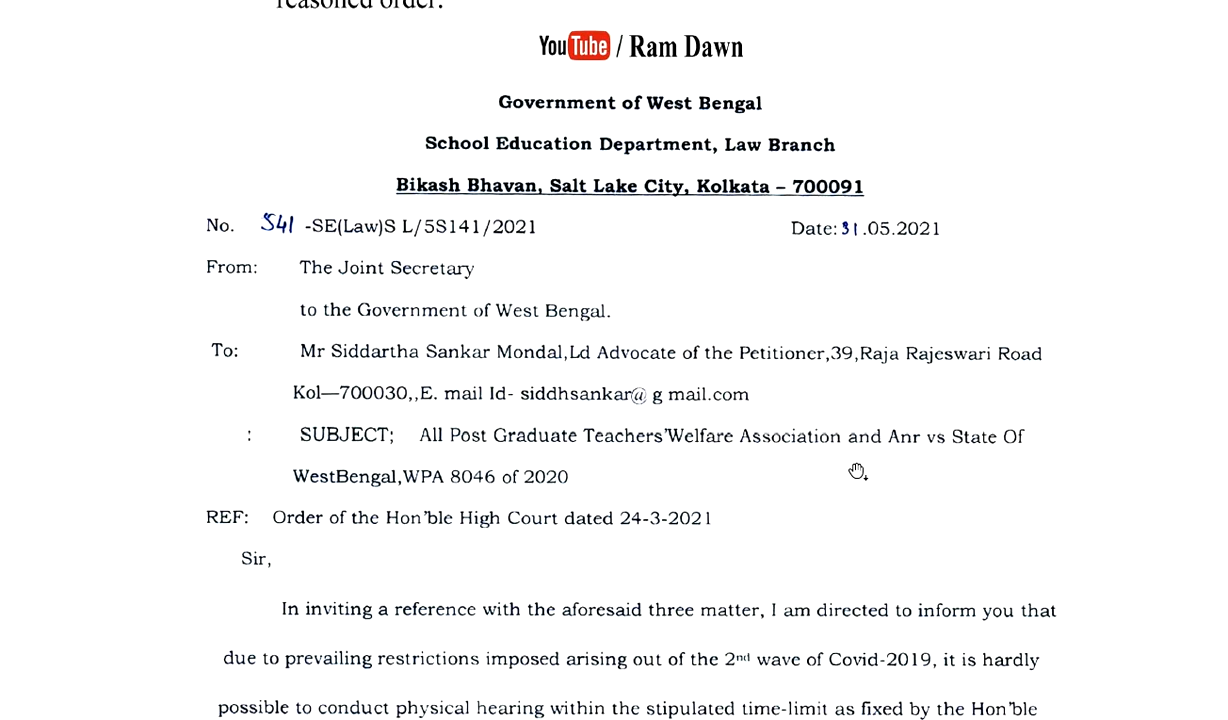 reasoned order.
YouTube / Ram Dawn
Government of West Bengal
School Education Department, Law Branch
Bikash Bhavan, Salt Lake City, Kolkata – 700091
No. 541 -SE(Law)S L/5S141/2021 Date: 31.05.2021
From: The Joint Secretary
to the Government of West Bengal.
To: Mr Siddartha Sankar Mondal,Ld Advocate of the Petitioner,39,Raja Rajeswari Road
Kol—700030,,E. mail Id- siddhsankar@ g mail.com
: SUBJECT; All Post Graduate Teachers'Welfare Association and Anr vs State Of
WestBengal,WPA 8046 of 2020
REF: Order of the Hon'ble High Court dated 24-3-2021
Sir,
In inviting a reference with the aforesaid three matter, I am directed to inform you that
due to prevailing restrictions imposed arising out of the 2nd wave of Covid-2019, it is hardly
possible to conduct physical hearing within the stipulated time-limit as fixed by the Hon'ble